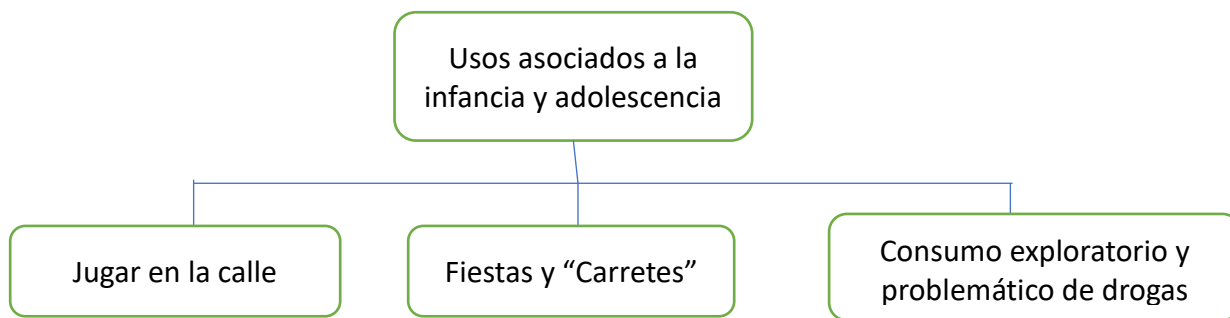 Usos asociados a la
infancia y adolescencia
Jugar en la calle
Fiestas y “Carretes”
Consumo exploratorio y
problemático de drogas